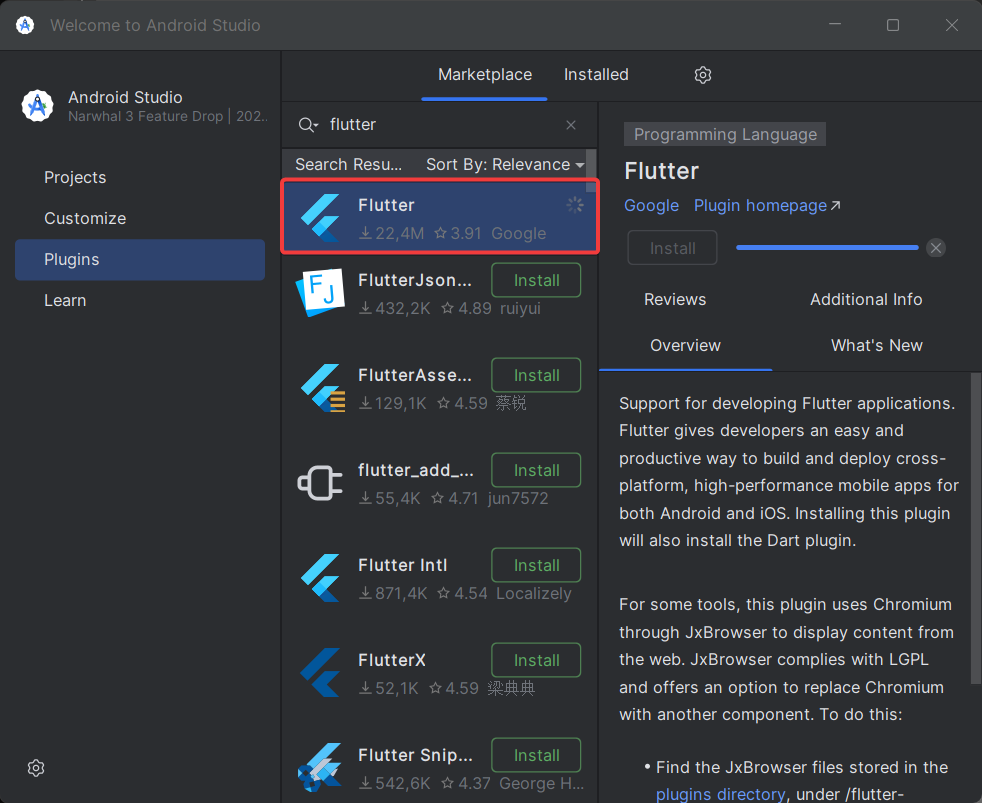 Welcome to Android Studio
Android Studio
Narwhal 3 Feature Drop | 202..
Projects
Customize
Plugins
Learn
Marketplace
Installed
flutter
Search Resu... Sort By: Relevance
Flutter
22,4M 3.91 Google
FlutterJson... Install
432,2K 4.89 ruiyui
FlutterAsse... Install
129,1K 4.59 蔡锐
flutter_add_... Install
55,4K 4.71 jun7572
Flutter Intl Install
871,4K 4.54 Localizely
FlutterX Install
52,1K 4.59 梁典典
Flutter Snip... Install
542,6K 4.37 George H...
Programming Language
Flutter
Google Plugin homepage
Install
Reviews Additional Info
Overview What's New
Support for developing Flutter applications.
Flutter gives developers an easy and
productive way to build and deploy cross-
platform, high-performance mobile apps for
both Android and iOS. Installing this plugin
will also install the Dart plugin.
For some tools, this plugin uses Chromium
through JxBrowser to display content from
the web. JxBrowser complies with LGPL
and offers an option to replace Chromium
with another component. To do this:
• Find the JxBrowser files stored in the
plugins directory, under /flutter-